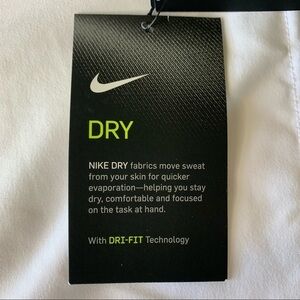 DRY
NIKE DRY fabrics move sweat
from your skin for quicker
evaporation—helping you stay
dry, comfortable and focused
on the task at hand.
With DRI-FIT Technology